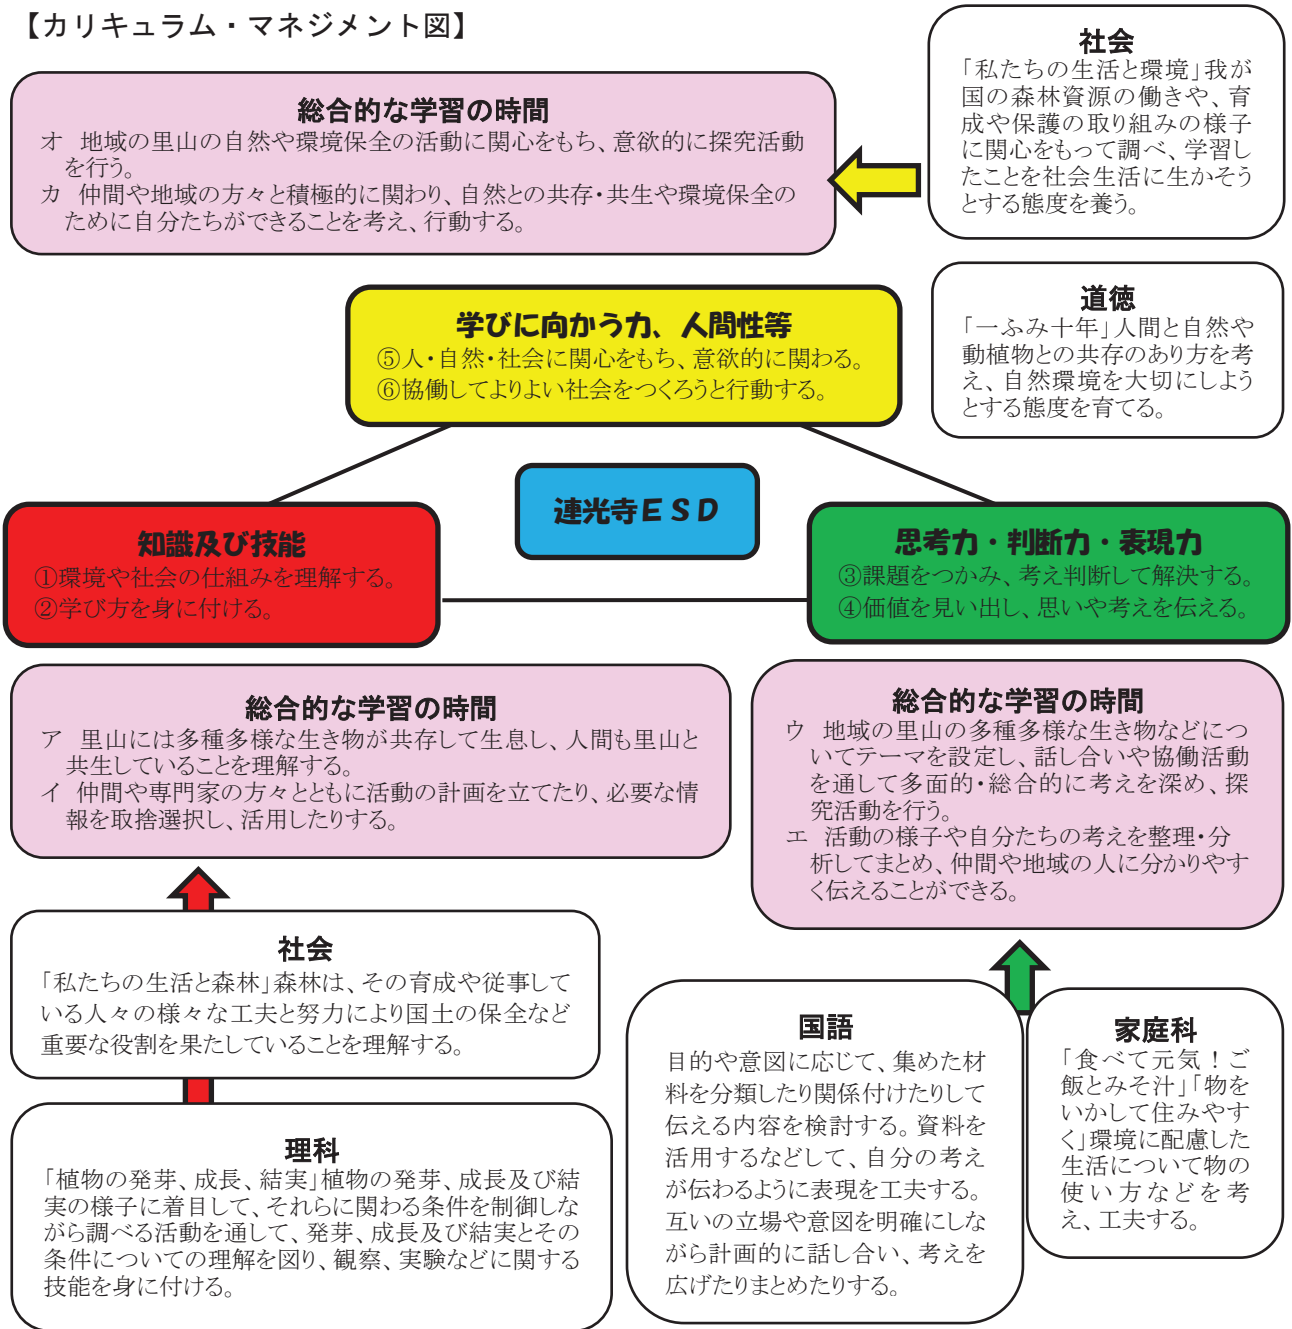 【カリキュラム・マネジメント図】
社会
「私たちの生活と環境」我が
国の森林資源の働きや、育
成や保護の取り組みの様子
に関心をもって調べ、学習し
たことを社会生活に生かそう
とする態度を養う。
総合的な学習の時間
オ 地域の里山の自然や環境保全の活動に関心をもち、意欲的に探究活動
を行う。
カ 仲間や地域の方々と積極的に関わり、自然との共存・共生や環境保全の
ために自分たちができることを考え、行動する。
道徳
「一ふみ十年」人間と自然や
動植物との共存のあり方を考
え、自然環境を大切にしよう
とする態度を育てる。
学びに向かう力、人間性等
⑤人・自然・社会に関心をもち、意欲的に関わる。
⑥協働してよりよい社会をつくろうと行動する。
連光寺ESD
知識及び技能
①環境や社会の仕組みを理解する。
②学び方を身に付ける。
思考力・判断力・表現力
③課題をつかみ、考え判断して解決する。
④価値を見い出し、思いや考えを伝える。
総合的な学習の時間
ア 里山には多種多様な生き物が共存して生息し、人間も里山と
共生していることを理解する。
イ 仲間や専門家の方々とともに活動の計画を立てたり、必要な情
報を取捨選択し、活用したりする。
総合的な学習の時間
ウ 地域の里山の多種多様な生き物などにつ
いてテーマを設定し、話し合いや協働活動
を通して多面的・総合的に考えを深め、探
究活動を行う。
エ 活動の様子や自分たちの考えを整理・分
析してまとめ、仲間や地域の人に分かりやす
く伝えることができる。
社会
「私たちの生活と森林」森林は、その育成や従事して
いる人々の様々な工夫と努力により国土の保全など
重要な役割を果たしていることを理解する。
理科
「植物の発芽、成長、結実」植物の発芽、成長及び結
実の様子に着目して、それらに関わる条件を制御しな
がら調べる活動を通して、発芽、成長及び結実とその
条件についての理解を図り、観察、実験などに関する
技能を身に付ける。
国語
目的や意図に応じて、集めた材
料を分類したり関係付けたりして
伝える内容を検討する。資料を
活用するなどして、自分の考え
が伝わるように表現を工夫する。
互いの立場や意図を明確にしな
がら計画的に話し合い、考えを
広げたりまとめたりする。
家庭科
「食べて元気！ご
飯とみそ汁」「物を
いかして住みやす
く」環境に配慮した
生活について物の
使い方などを考
え、工夫する。